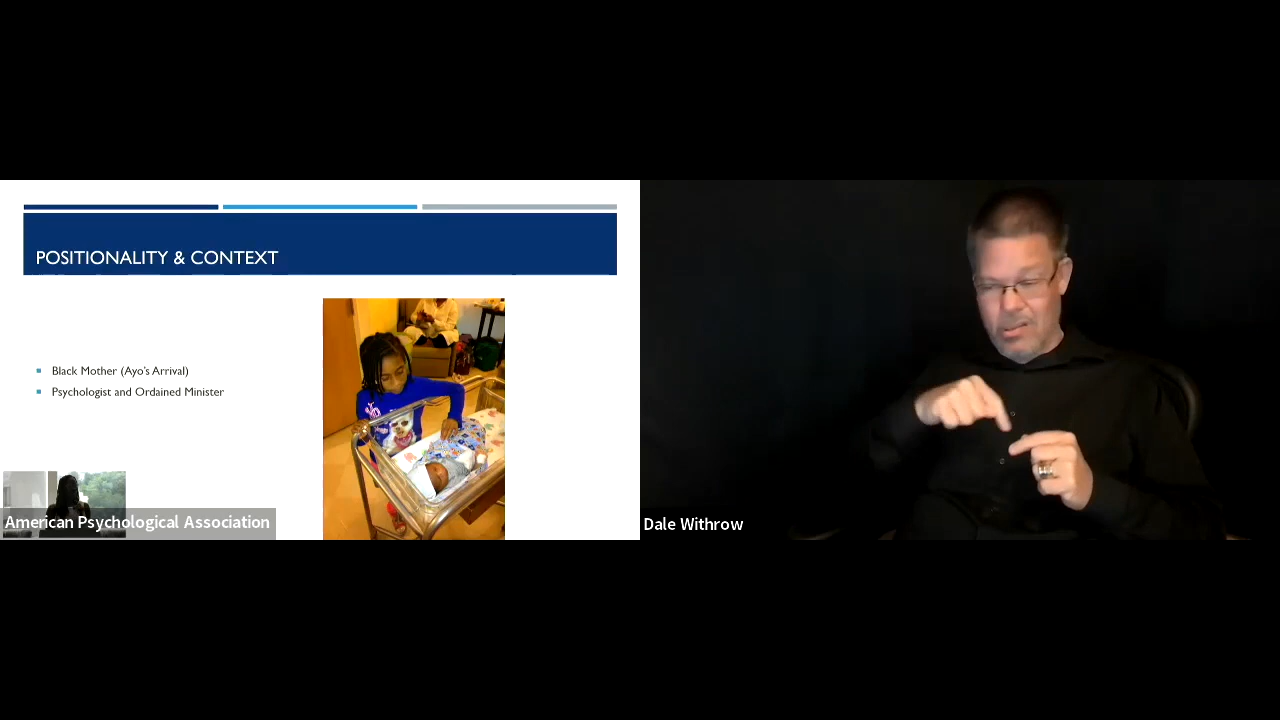 POSITIONALITY & CONTEXT
Black Mother (Ayo's Arrival)
Psychologist and Ordained Minister
American Psychological Association
Dale Withrow